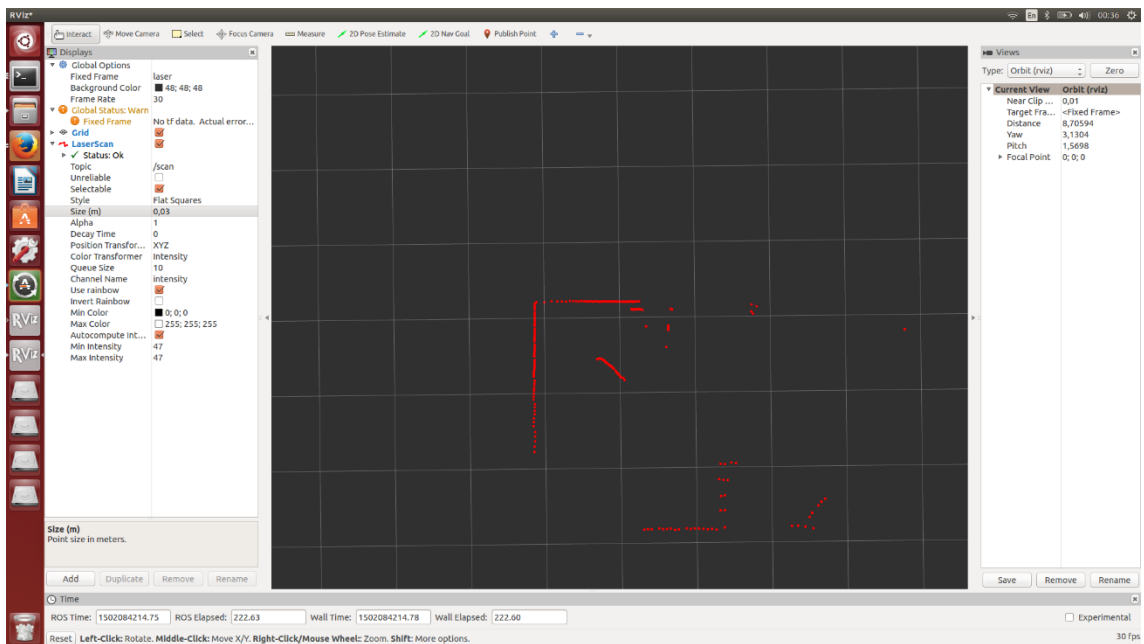 RViz*
En
00:36
Interact Move Camera Select Focus Camera Measure 2D Pose Estimate 2D Nav Goal Publish Point
Displays
Global Options
Fixed Frame laser
Background Color 48; 48; 48
Frame Rate 30
Global Status: Warn
Fixed Frame No tf data. Actual error...
Grid
LaserScan
Status: Ok
Topic /scan
Unreliable
Selectable
Style Flat Squares
Size (m) 0,03
Alpha 1
Decay Time 0
Position Transfor... XYZ
Color Transformer Intensity
Queue Size 10
Channel Name intensity
Use rainbow
Invert Rainbow
Min Color 0; 0; 0
Max Color 255; 255; 255
Autocompute Int...
Min Intensity 47
Max Intensity 47
Size (m)
Point size in meters.
Add Duplicate Remove Rename
Views
Type: Orbit (rviz) Zero
Current View Orbit (rviz)
Near Clip ... 0,01
Target Fra... <Fixed Frame>
Distance 8,70594
Yaw 3,1304
Pitch 1,5698
Focal Point 0; 0; 0
Save Remove Rename
RViz
RViz
Time
ROS Time: 1502084214.75 ROS Elapsed: 222.63 Wall Time: 1502084214.78 Wall Elapsed: 222.60 Experimental
Reset Left-Click: Rotate. Middle-Click: Move X/Y. Right-Click/Mouse Wheel:: Zoom. Shift: More options. 30 fps